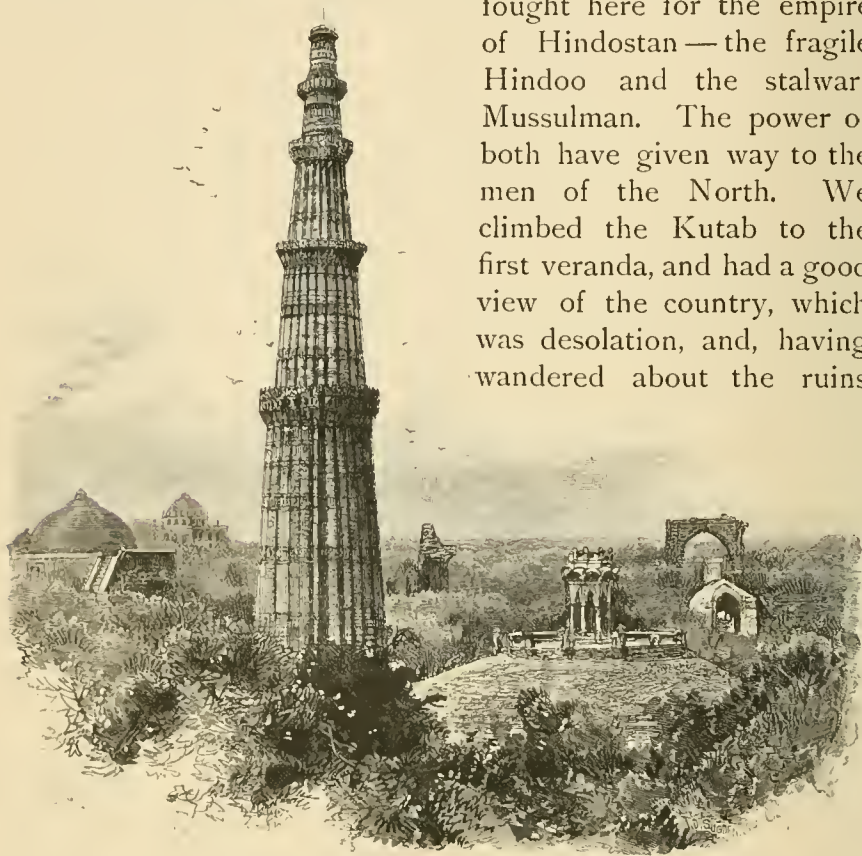 fought here for the empire
of Hindostan — the fragile
Hindoo and the stalwar
Mussulman. The power o
both have given way to the
men of the North. We
climbed the Kutab to the
first veranda, and had a good
view of the country, which
was desolation, and, having
wandered about the ruins